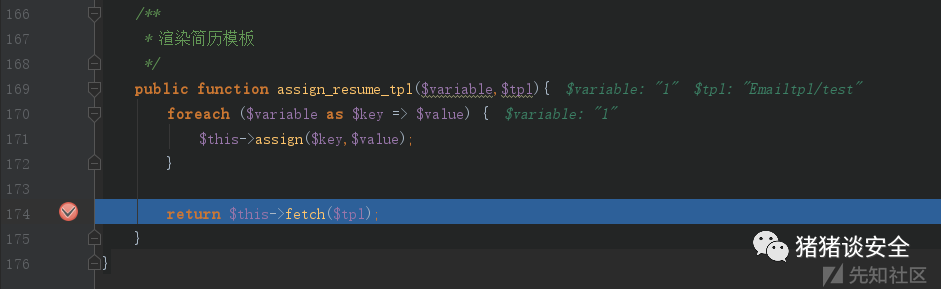 166 /**
167 * 渲染简历模板
168 */
169 public function assign_resume_tpl($variable,$tpl){ $variable: "1" $tpl: "Emailtpl/test"
170 foreach ($variable as $key => $value) { $variable: "1"
171 $this->assign($key,$value);
172 }
173
174 return $this->fetch($tpl);
175 }
176 }
猪猪谈安全
先知社区